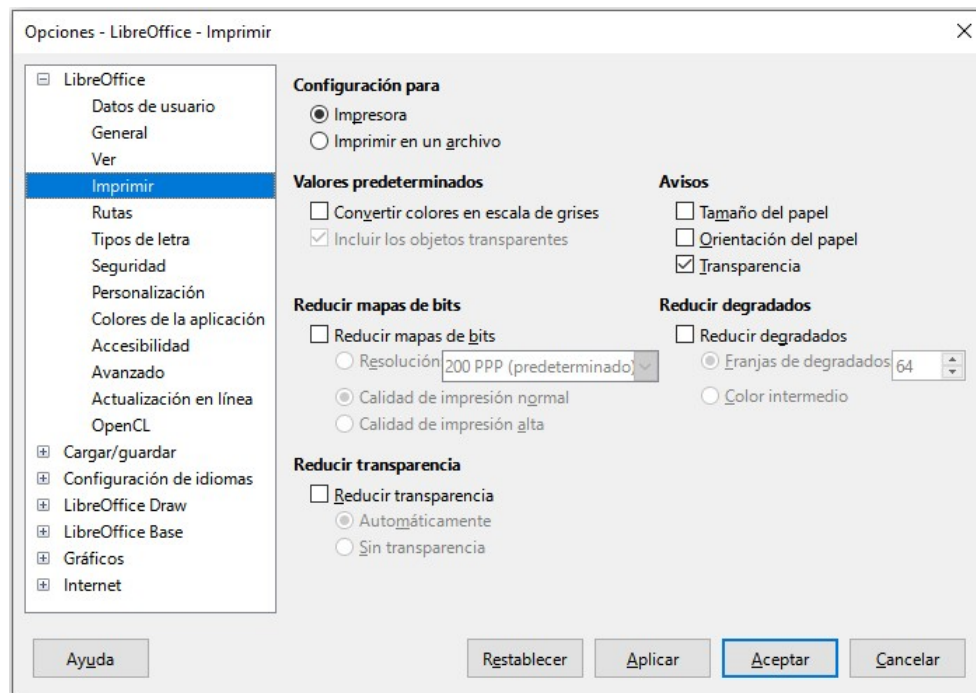 Opciones - LibreOffice - Imprimir
LibreOffice
Datos de usuario
General
Ver
Imprimir
Rutas
Tipos de letra
Seguridad
Personalización
Colores de la aplicación
Accesibilidad
Avanzado
Actualización en línea
OpenCL
Cargar/guardar
Configuración de idiomas
LibreOffice Draw
LibreOffice Base
Gráficos
Internet
Configuración para
Impresora
Imprimir en un archivo
Valores predeterminados
Convertir colores en escala de grises
Incluir los objetos transparentes
Avisos
Tamaño del papel
Orientación del papel
Transparencia
Reducir mapas de bits
Reducir mapas de bits
Resolución 200 PPP (predeterminado)
Calidad de impresión normal
Calidad de impresión alta
Reducir degradados
Reducir degradados
Franjas de degradados 64
Color intermedio
Reducir transparencia
Reducir transparencia
Automáticamente
Sin transparencia
Ayuda
Restablecer
Aplicar
Aceptar
Cancelar